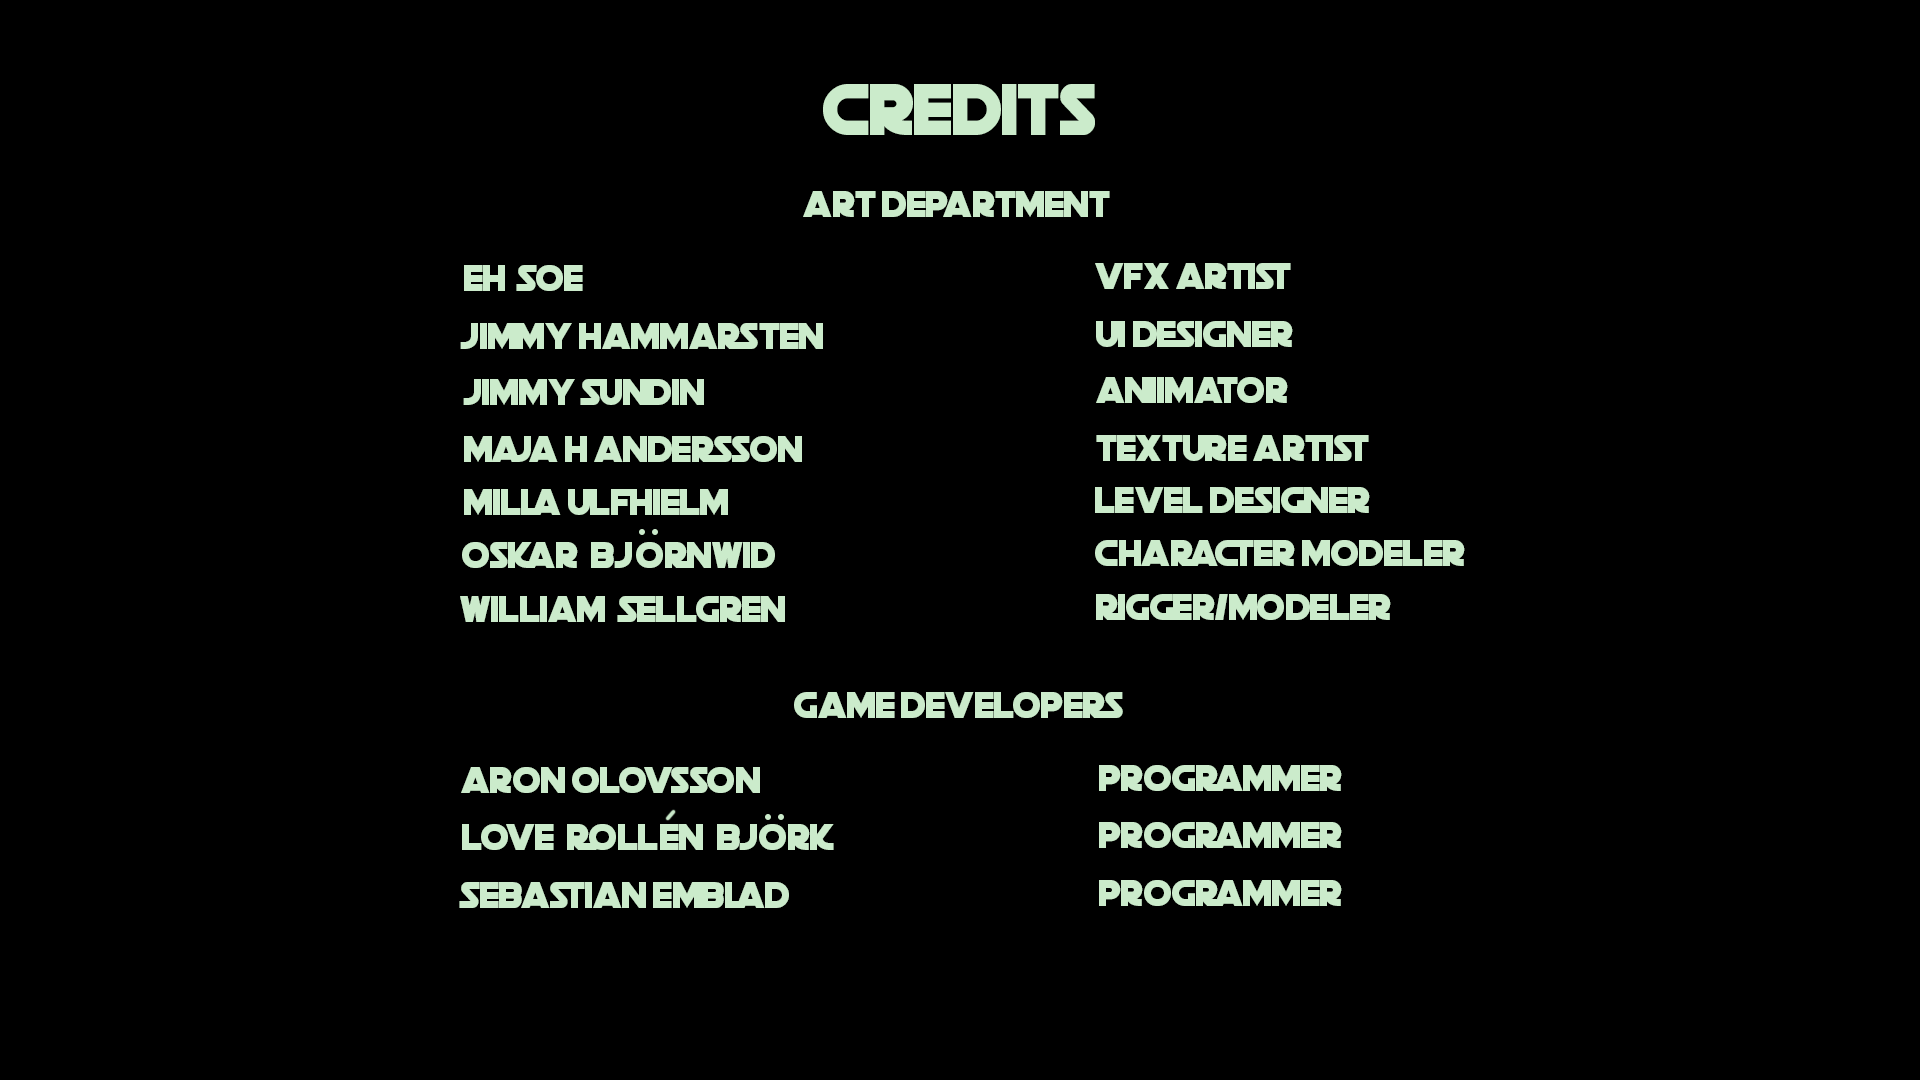 CREDITS
ART DEPARTMENT
EH SOE VFX ARTIST
JIMMY HAMMARSTEN UI DESIGNER
JIMMY SUNDIN ANIIMATOR
MAJA H ANDERSSON TEXTURE ARTIST
MILLA ULFHIELM LEVEL DESIGNER
OSKAR BJÖRNWID CHARACTER MODELER
WILLIAM SELLGREN RIGGER/MODELER
GAME DEVELOPERS
ARON OLOVSSON PROGRAMMER
LOVE ROLLÉN BJÖRK PROGRAMMER
SEBASTIAN EMBLAD PROGRAMMER